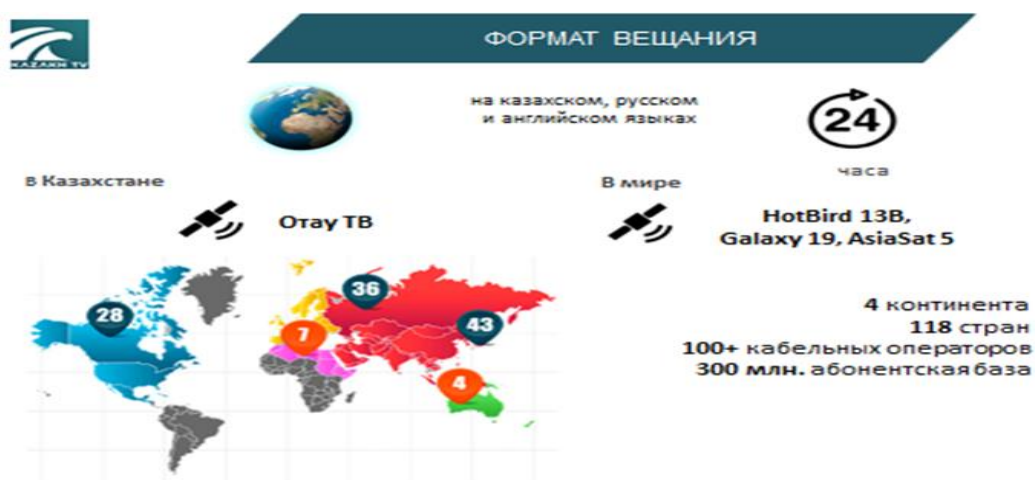 KAZAKH TV
ФОРМАТ ВЕЩАНИЯ
на казахском, русском
и английском языках
24
часа
в Казахстане
Отау ТВ
В мире
HotBird 13B,
Galaxy 19, AsiaSat 5
28
36
7
43
4
4 континента
118 стран
100+ кабельных операторов
300 млн. абонентская база